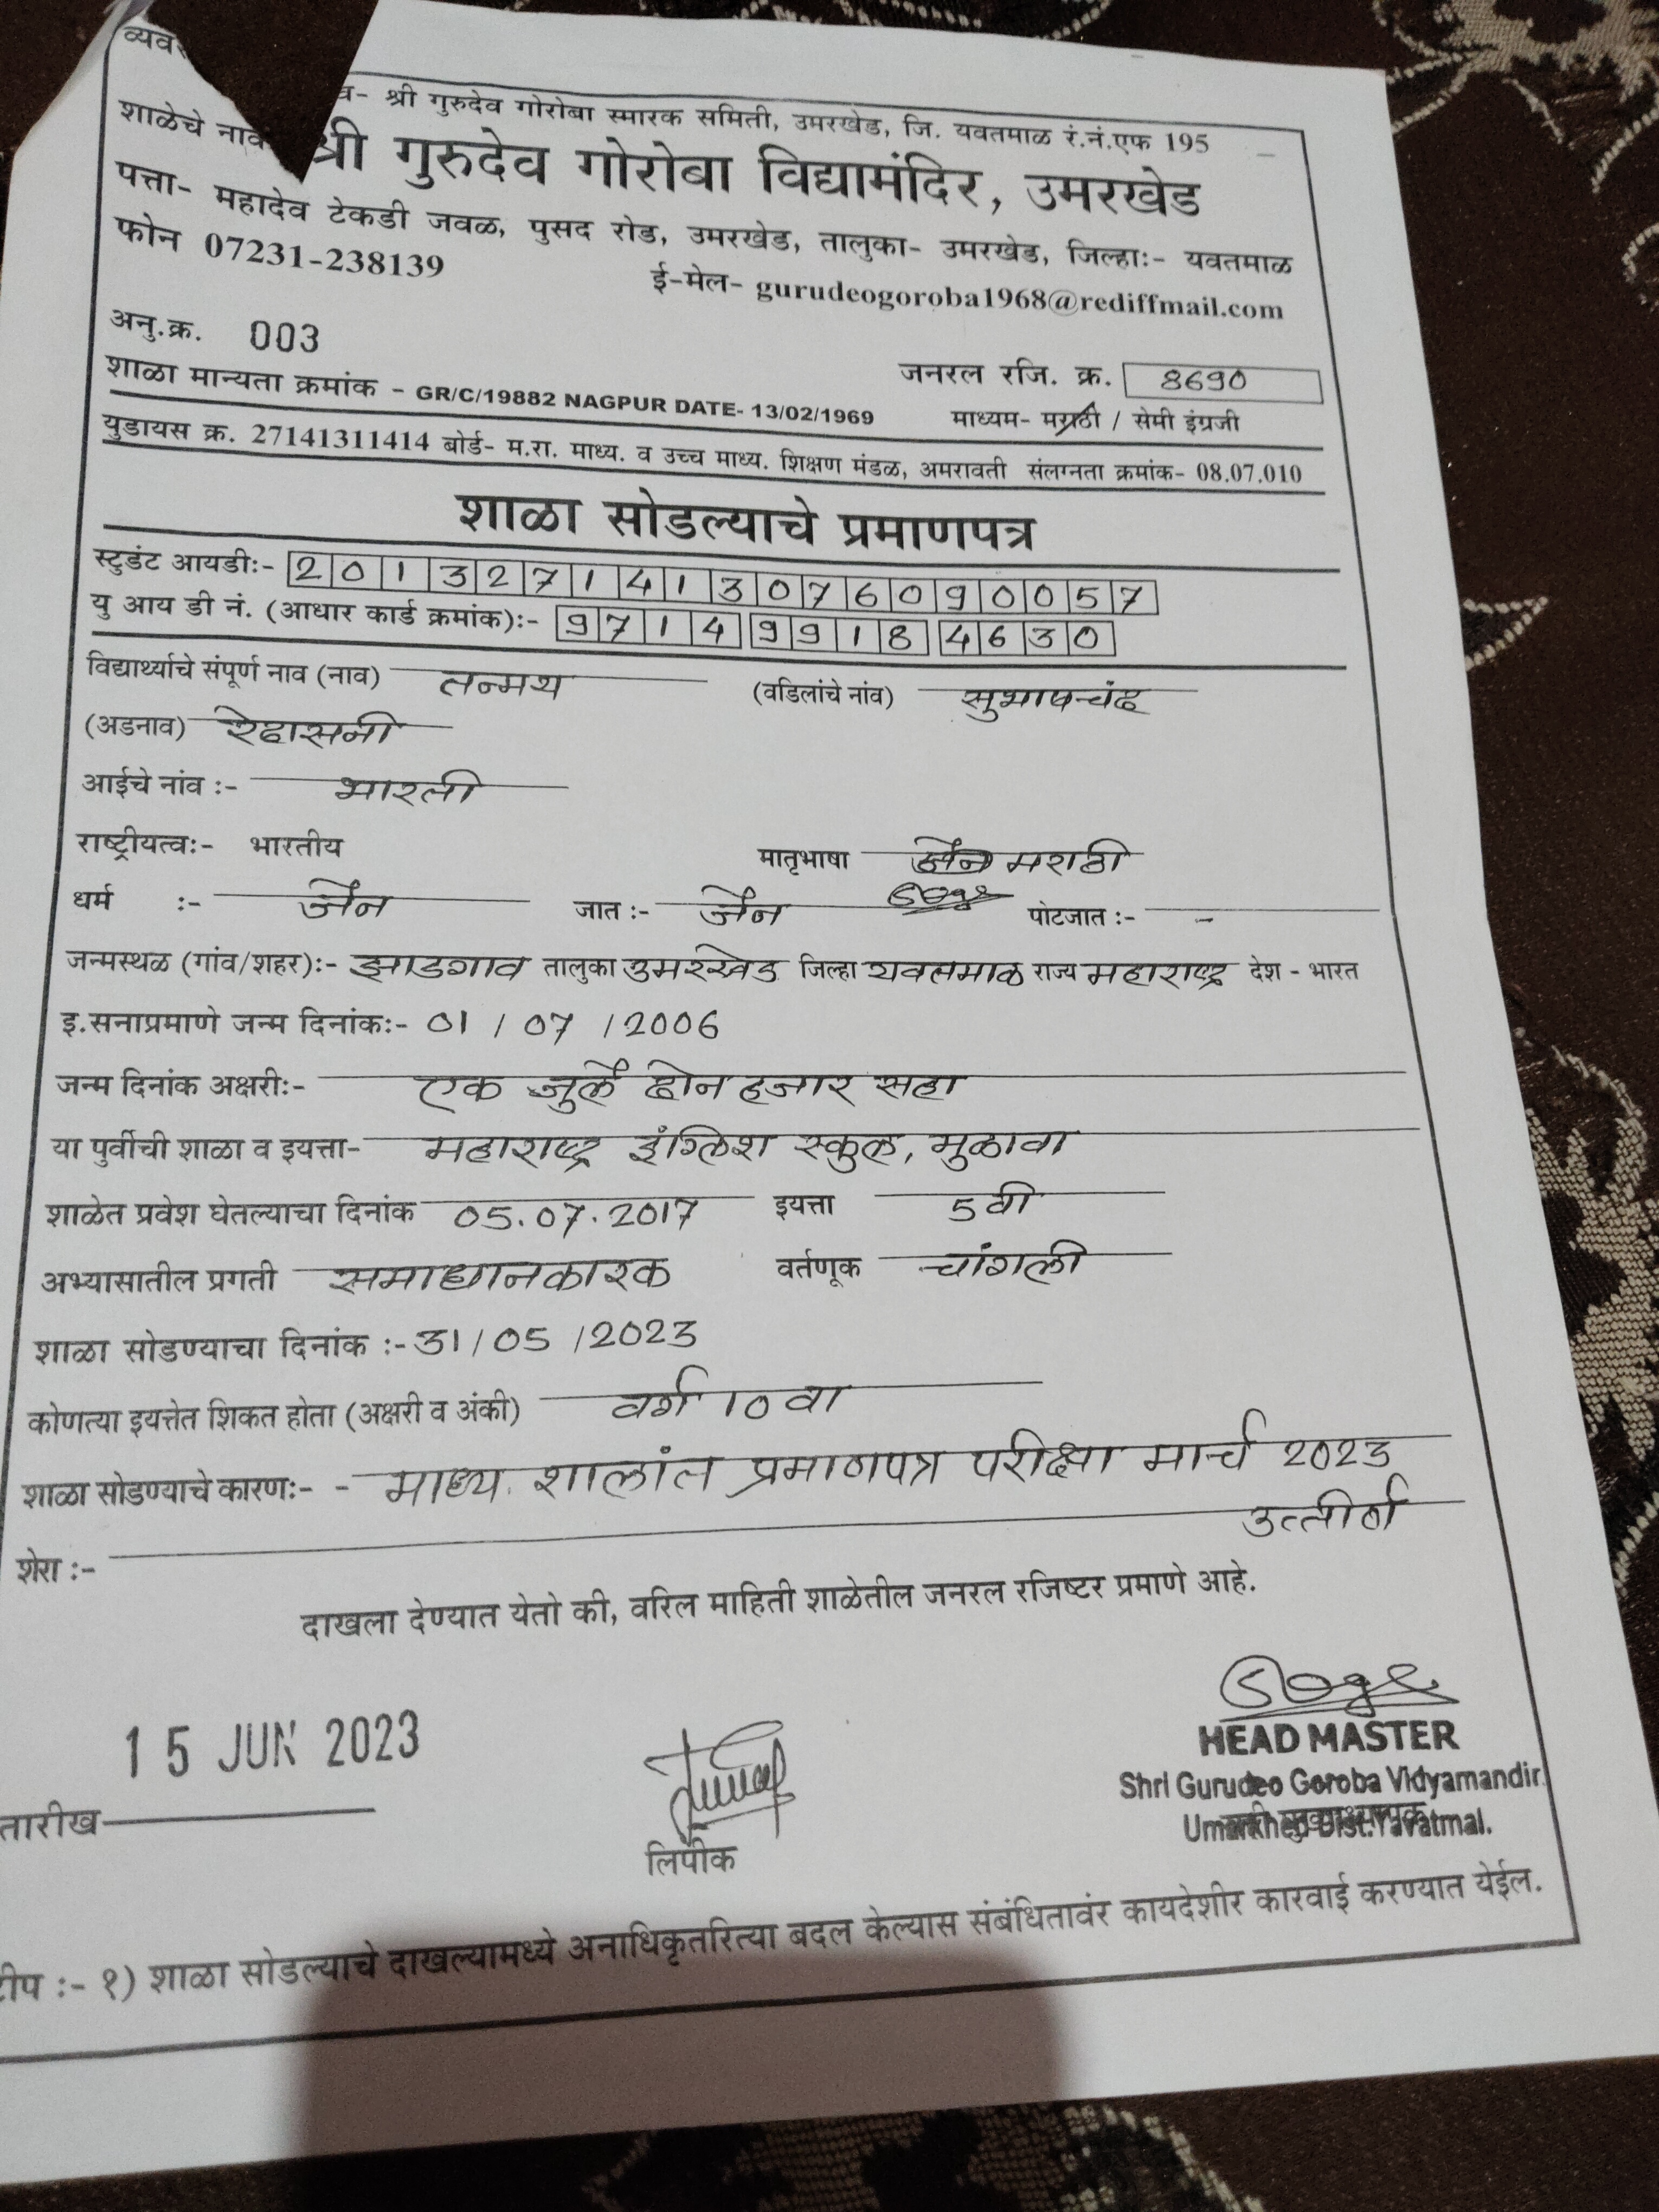 व- श्री गुरुदेव गोरोबा स्मारक समिती, उमरखेड, जि. यवतमाळ रं.नं.एफ 195
शाळेचे नाव श्री गुरुदेव गोरोबा विद्यामंदिर, उमरखेड
पत्ता- महादेव टेकडी जवळ, पुसद रोड, उमरखेड, तालुका- उमरखेड, जिल्हाः- यवतमाळ
फोन 07231-238139 ई-मेल- gurudeogoroba1968@rediffmail.com
अनु.क्र. 003 जनरल रजि. क्र. 8690
शाळा मान्यता क्रमांक - GR/C/19882 NAGPUR DATE- 13/02/1969 माध्यम- मराठी / सेमी इंग्रजी
युडायस क्र. 27141311414 बोर्ड- म.रा. माध्य. व उच्च माध्य. शिक्षण मंडळ, अमरावती संलग्नता क्रमांक- 08.07.010
शाळा सोडल्याचे प्रमाणपत्र
स्टुडंट आयडीः- 2013271413076090057
यु आय डी नं. (आधार कार्ड क्रमांक):- 9714 9918 4630
विद्यार्थ्याचे संपूर्ण नाव (नाव) तन्मय (वडिलांचे नांव) सुभाषचंद
(अडनाव) रेदासनी
आईचे नांव :- भारती
राष्ट्रीयत्वः- भारतीय मातृभाषा जैन मराठी
धर्म :- जैन जात :- जैन पोटजात :- -
जन्मस्थळ (गांव/शहर):- झाडगाव तालुका उमरखेड जिल्हा यवतमाळ राज्य महाराष्ट्र देश - भारत
इ.सनाप्रमाणे जन्म दिनांकः- 01 / 07 / 2006
जन्म दिनांक अक्षरीः- एक जुलै दोन हजार सहा
या पुर्वीची शाळा व इयत्ता- महाराष्ट्र इंग्लिश स्कुल, मुळावा
शाळेत प्रवेश घेतल्याचा दिनांक 05.07.2017 इयत्ता 5 वी
अभ्यासातील प्रगती समाधानकारक वर्तणूक चांगली
शाळा सोडण्याचा दिनांक :- 31/05/2023
कोणत्या इयत्तेत शिकत होता (अक्षरी व अंकी) वर्ग 10 वा
शाळा सोडण्याचे कारणः- - माध्य. शालांत प्रमाणपत्र परीक्षा मार्च 2023
उत्तीर्ण
शेरा :-
दाखला देण्यात येतो की, वरिल माहिती शाळेतील जनरल रजिष्टर प्रमाणे आहे.
15 JUN 2023
तारीख
लिपीक
HEAD MASTER
Shri Gurudeo Goroba Vidyamandir
Umarkhed Dist.Yavatmal.
टीप :- १) शाळा सोडल्याचे दाखल्यामध्ये अनाधिकृतरित्या बदल केल्यास संबंधितावंर कायदेशीर कारवाई करण्यात येईल.